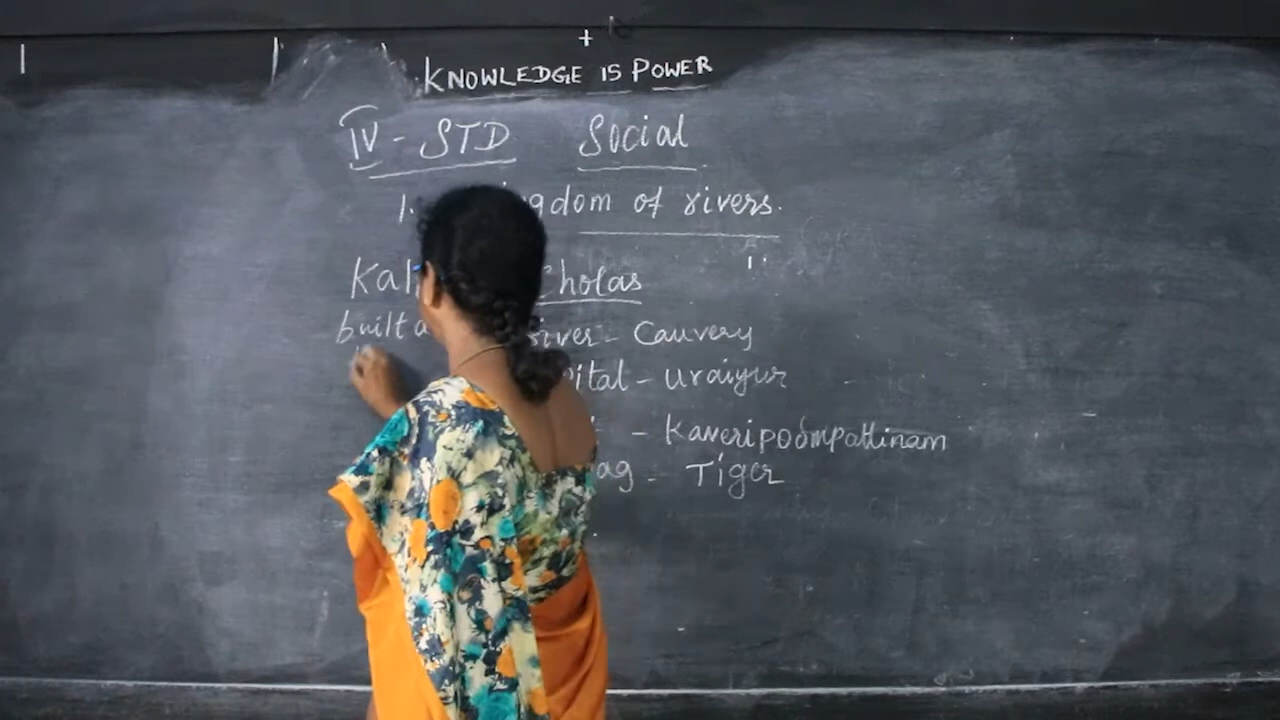 KNOWLEDGE IS POWER
IV - STD Social
1. ngdom of rivers.
Kal Cholas
built a River - Cauvery
pital - Uraiyur
- Kaveripoompattinam
ag - Tiger